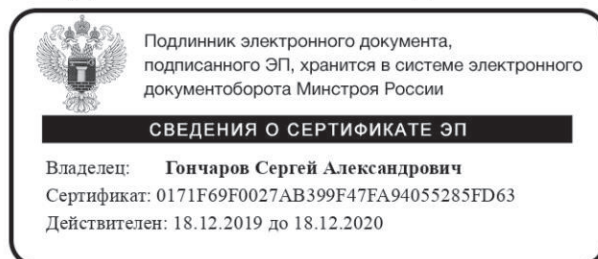 Подлинник электронного документа,
подписанного ЭП, хранится в системе электронного
документоборота Минстроя России
СВЕДЕНИЯ О СЕРТИФИКАТЕ ЭП
Владелец: Гончаров Сергей Александрович
Сертификат: 0171F69F0027AB399F47FA94055285FD63
Действителен: 18.12.2019 до 18.12.2020